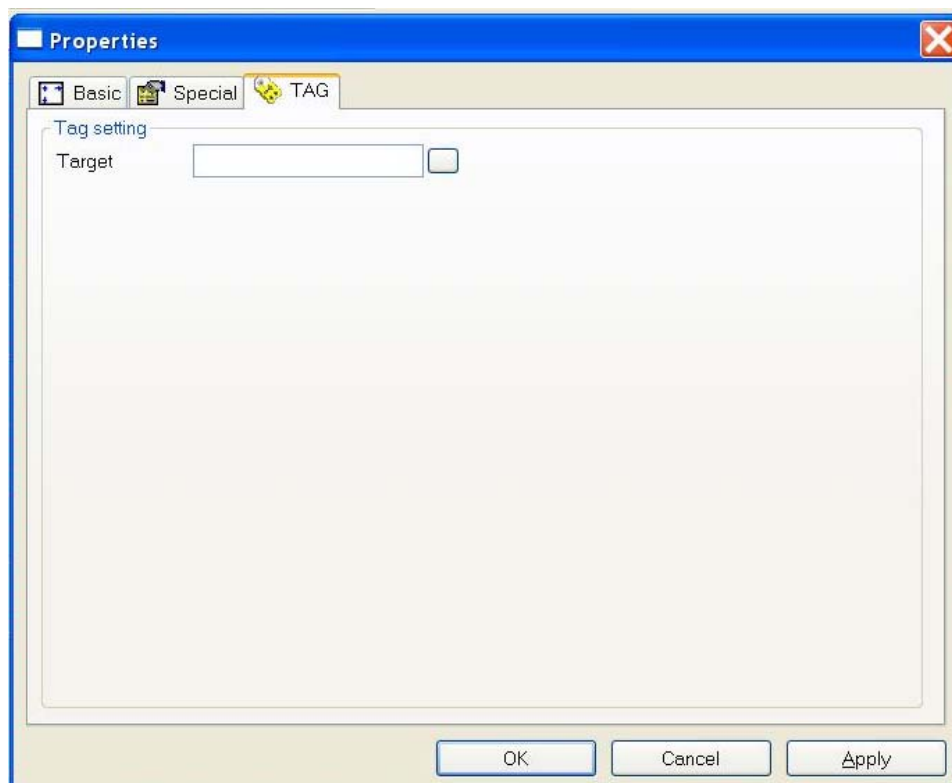 Properties
Basic Special TAG
Tag setting
Target
OK Cancel Apply